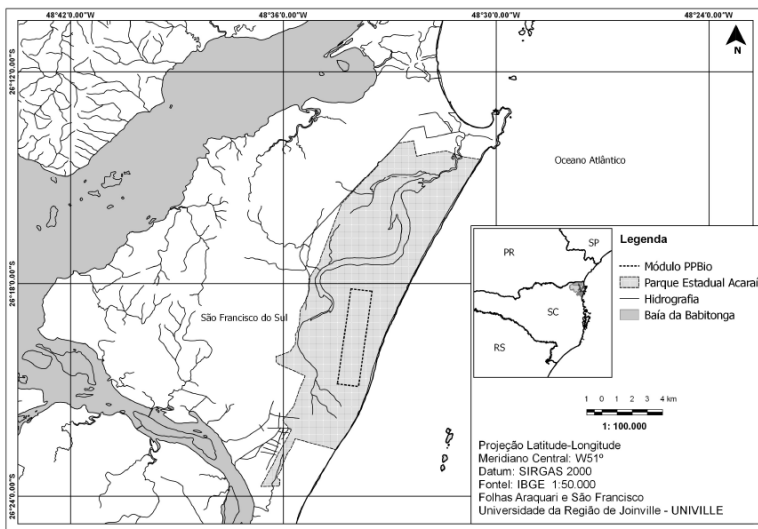 48°42'0.00"W
48°36'0.00"W
48°30'0.00"W
48°24'0.00"W
26°12'0.00"S
26°18'0.00"S
26°24'0.00"S
N
Oceano Atlântico
São Francisco do Sul
PR
SP
SC
RS
Legenda
Módulo PPBio
Parque Estadual Acaraí
Hidrografia
Baía da Babitonga
1 0 1 2 3 4 km
1: 100.000
Projeção Latitude-Longitude
Meridiano Central: W51º
Datum: SIRGAS 2000
Fontel: IBGE 1:50.000
Folhas Araquari e São Francisco
Universidade da Região de Joinville - UNIVILLE